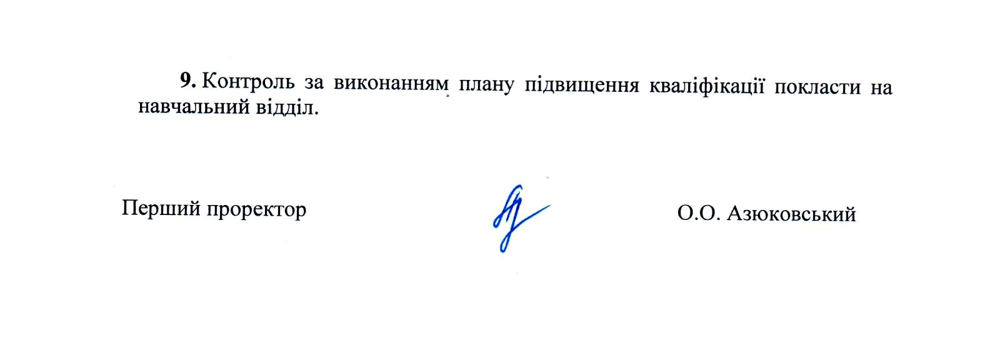 9. Контроль за виконанням плану підвищення кваліфікації покласти на
навчальний відділ.
Перший проректор О.О. Азюковський